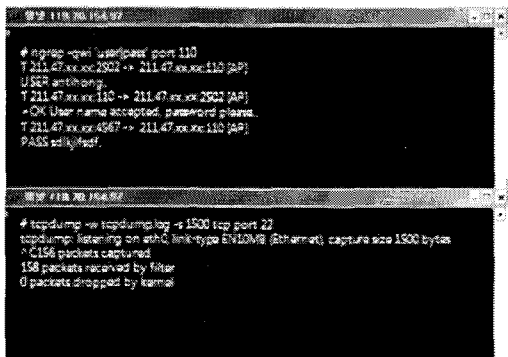 # ngrep -qwi 'user|pass' port 110
T 211.47.xx.xx:2902 -> 211.47.xx.xx:110 [AP]
USER antihong..
T 211.47.xx.xx:110 -> 211.47.xx.xx:2902 [AP]
+OK User name accepted, password please..
T 211.47.xx.xx:4567 -> 211.47.xx.xx:110 [AP]
PASS
# tcpdump -w tcpdump.log -s 1500 tcp port 22
tcpdump: listening on eth0, link-type EN10MB (Ethernet), capture size 1500 bytes
^C156 packets captured
158 packets received by filter
0 packets dropped by kernel